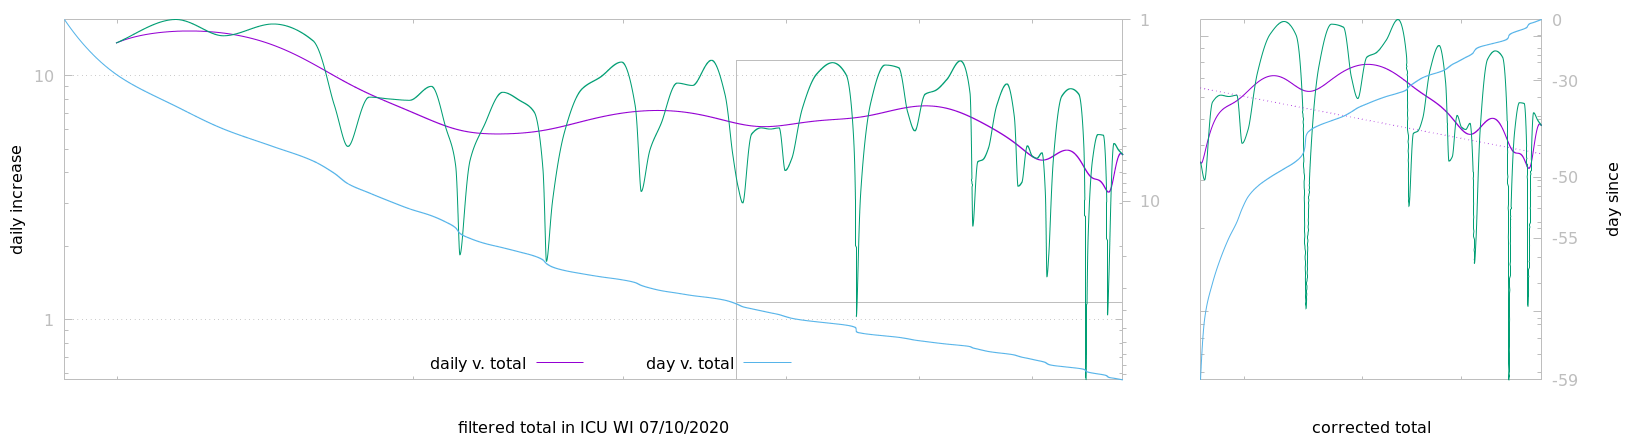 daily increase
10
1
daily v. total
day v. total
1
10
filtered total in ICU WI 07/10/2020
0
-30
-50
-55
-59
day since
corrected total